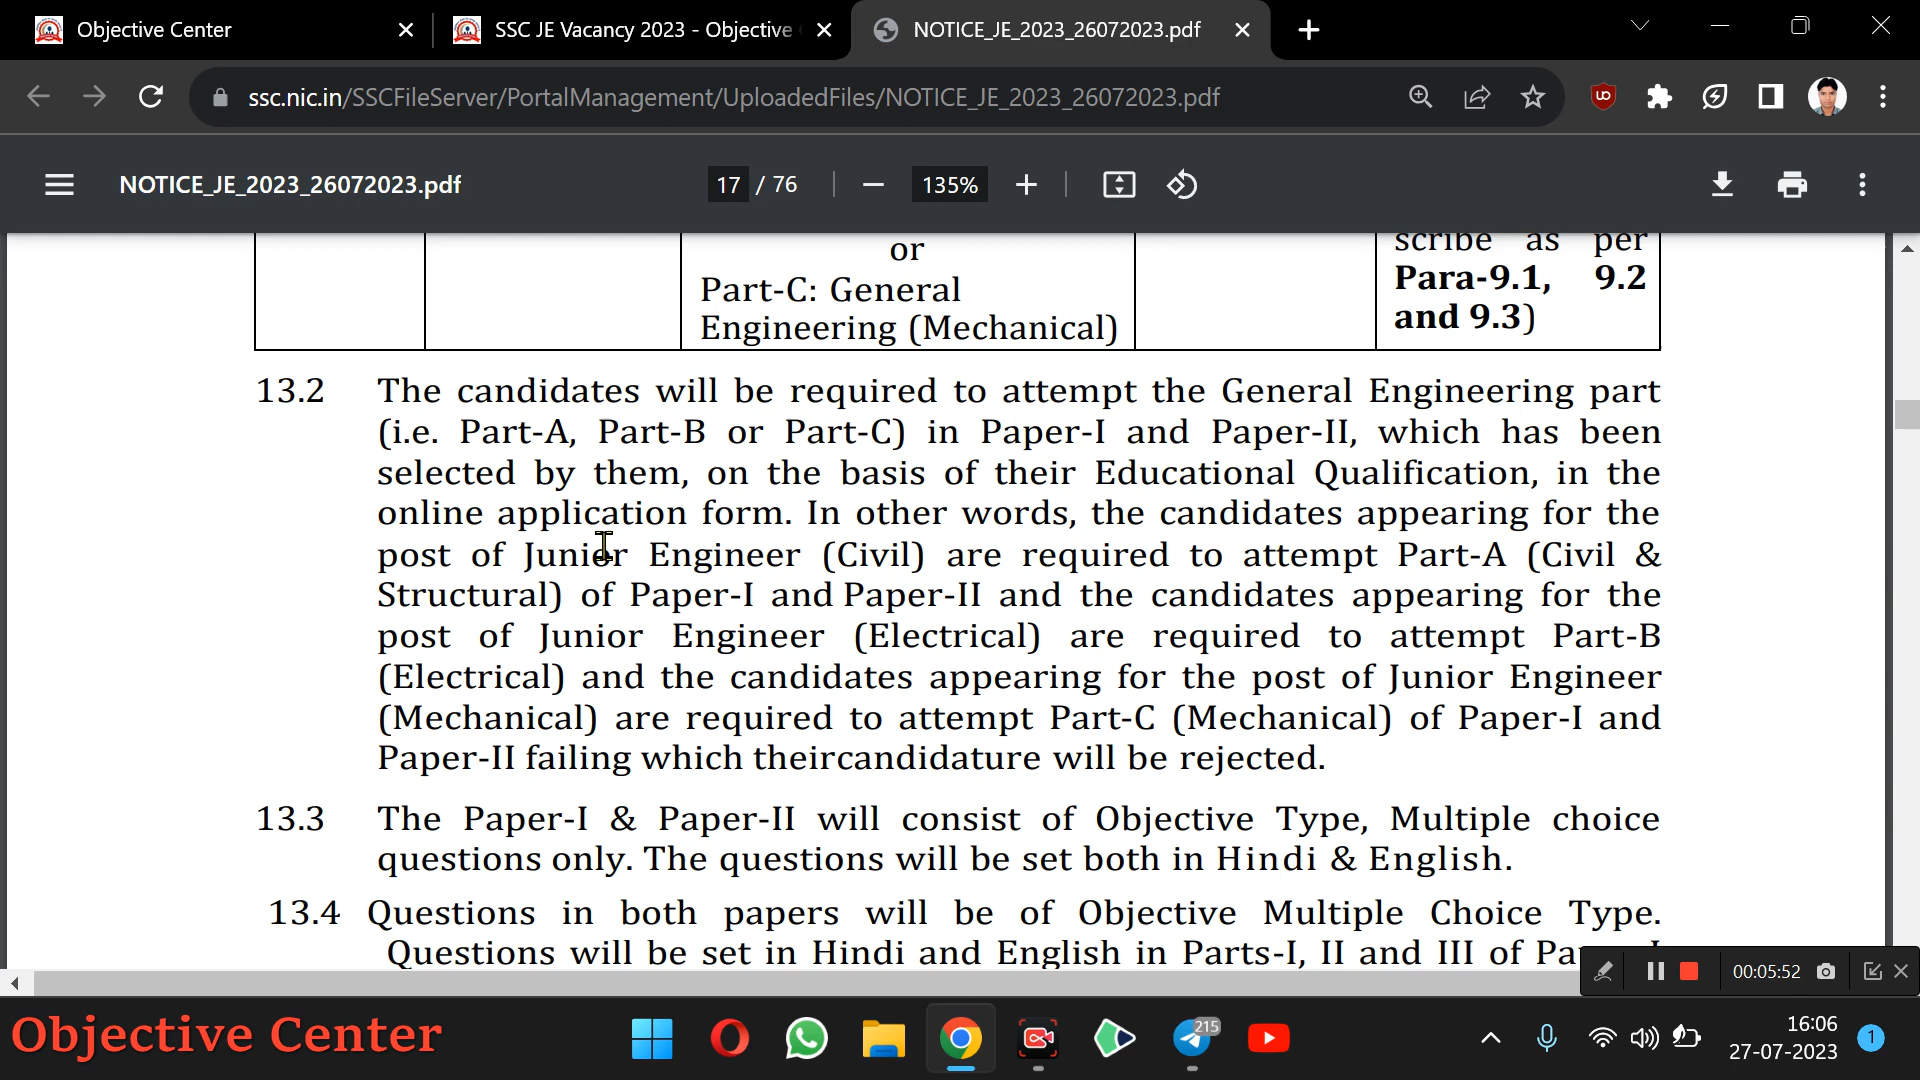 Objective Center
SSC JE Vacancy 2023 - Objective
NOTICE_JE_2023_26072023.pdf
ssc.nic.in/SSCFileServer/PortalManagement/UploadedFiles/NOTICE_JE_2023_26072023.pdf
NOTICE_JE_2023_26072023.pdf
17 / 76
135%
or
Part-C: General
Engineering (Mechanical)
scribe as per
Para-9.1, 9.2
and 9.3)
13.2 The candidates will be required to attempt the General Engineering part
(i.e. Part-A, Part-B or Part-C) in Paper-I and Paper-II, which has been
selected by them, on the basis of their Educational Qualification, in the
online application form. In other words, the candidates appearing for the
post of Junior Engineer (Civil) are required to attempt Part-A (Civil &
Structural) of Paper-I and Paper-II and the candidates appearing for the
post of Junior Engineer (Electrical) are required to attempt Part-B
(Electrical) and the candidates appearing for the post of Junior Engineer
(Mechanical) are required to attempt Part-C (Mechanical) of Paper-I and
Paper-II failing which theircandidature will be rejected.
13.3 The Paper-I & Paper-II will consist of Objective Type, Multiple choice
questions only. The questions will be set both in Hindi & English.
13.4 Questions in both papers will be of Objective Multiple Choice Type.
Questions will be set in Hindi and English in Parts-I, II and III of
00:05:52
Objective Center
215
16:06
27-07-2023
1